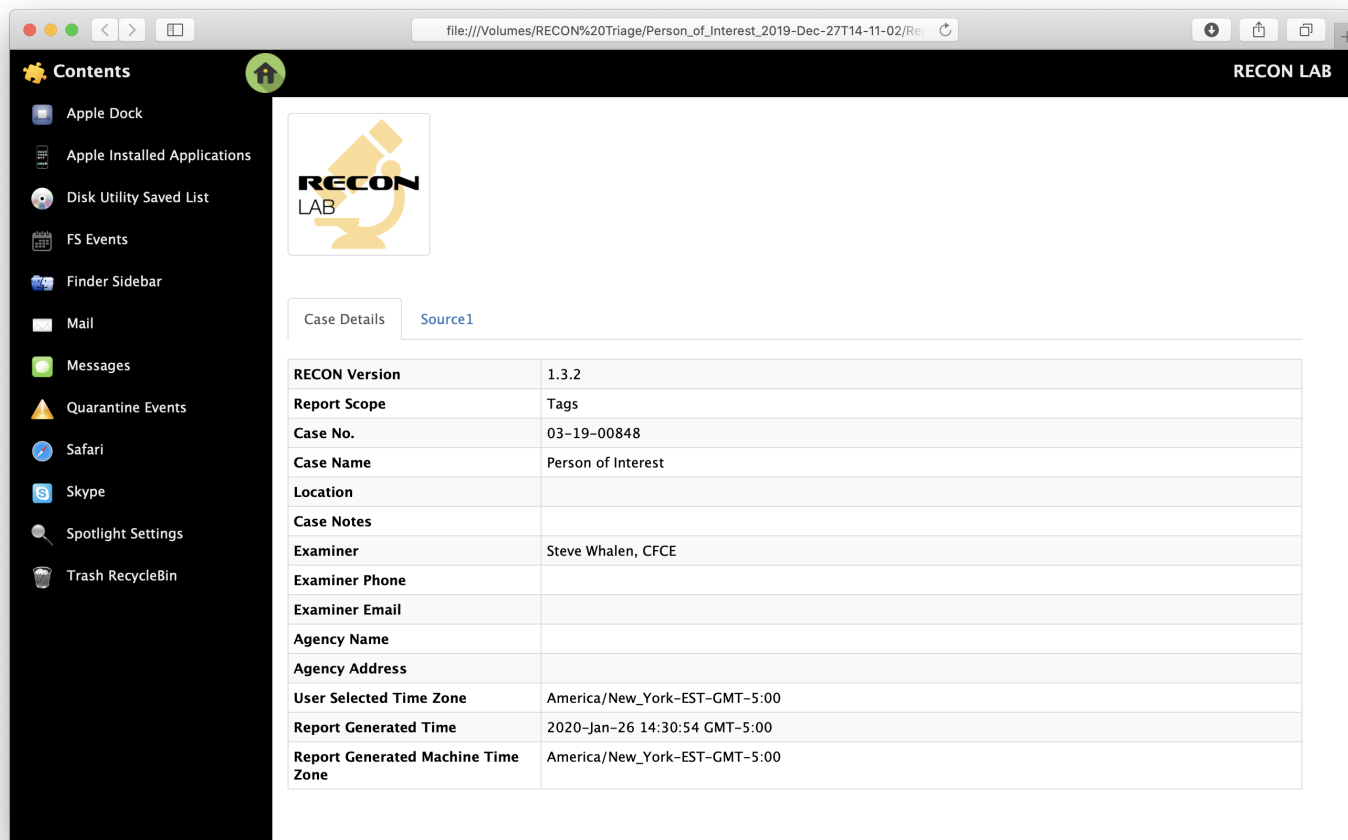 file:///Volumes/RECON%20Triage/Person_of_Interest_2019-Dec-27T14-11-02/Re
Contents
RECON LAB
Apple Dock
Apple Installed Applications
Disk Utility Saved List
FS Events
Finder Sidebar
Mail
Messages
Quarantine Events
Safari
Skype
Spotlight Settings
Trash RecycleBin
RECON
LAB
Case Details Source1
RECON Version 1.3.2
Report Scope Tags
Case No. 03-19-00848
Case Name Person of Interest
Location
Case Notes
Examiner Steve Whalen, CFCE
Examiner Phone
Examiner Email
Agency Name
Agency Address
User Selected Time Zone America/New_York-EST-GMT-5:00
Report Generated Time 2020-Jan-26 14:30:54 GMT-5:00
Report Generated Machine Time America/New_York-EST-GMT-5:00
Zone